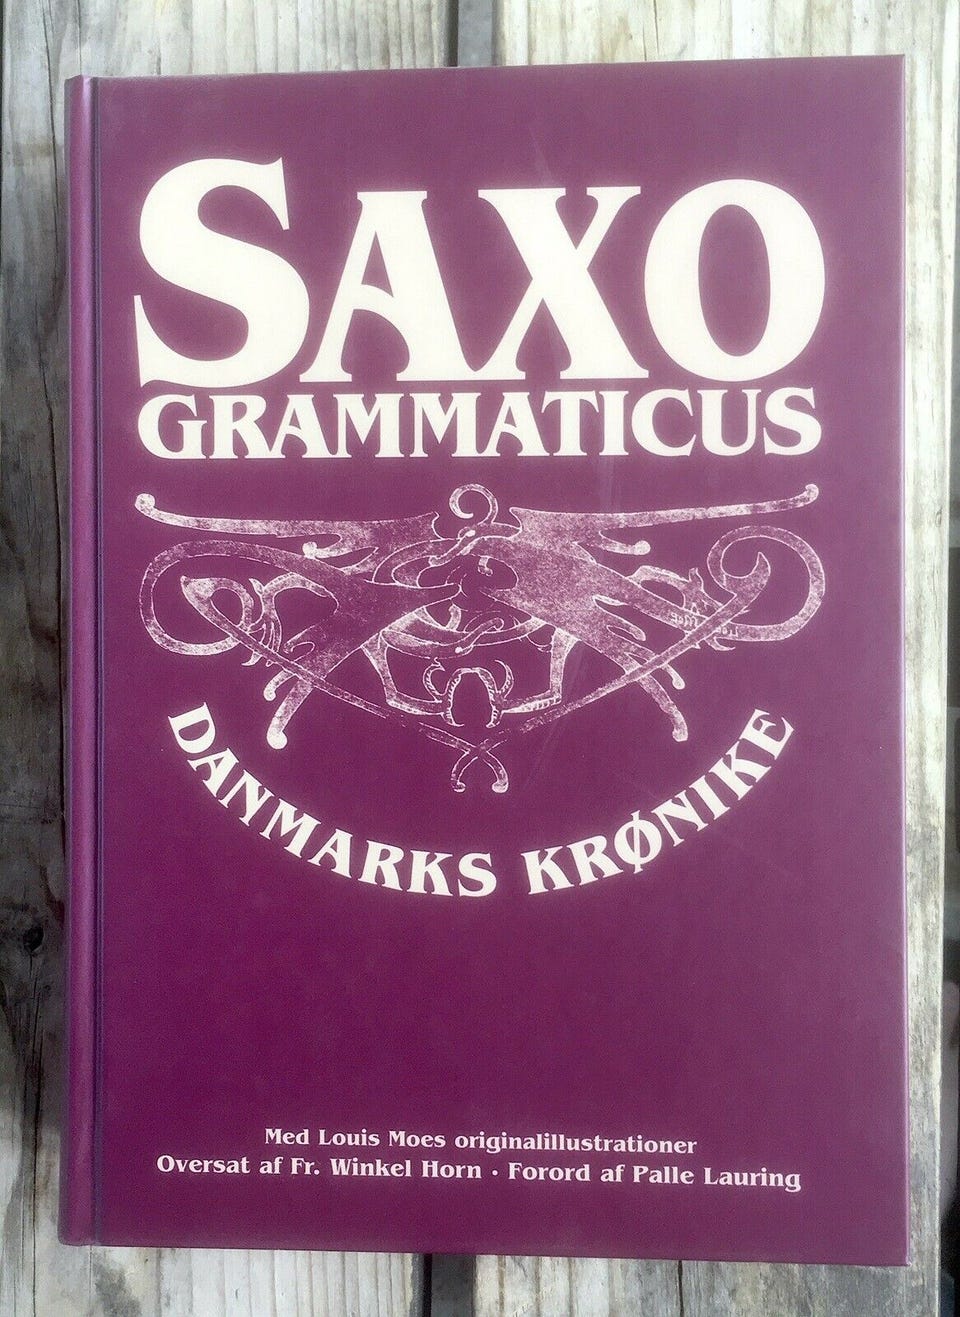 SAXO
GRAMMATICUS
DANMARKS KRØNIKE
Med Louis Moes originalillustrationer
Oversat af Fr. Winkel Horn · Forord af Palle Lauring